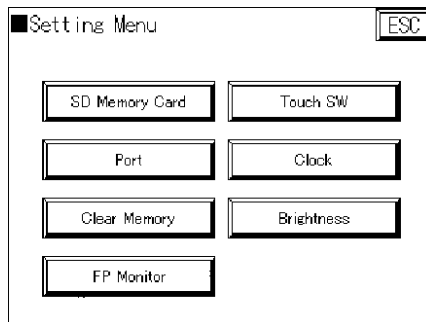 ■Setting Menu ESC
SD Memory Card Touch SW
Port Clock
Clear Memory Brightness
FP Monitor